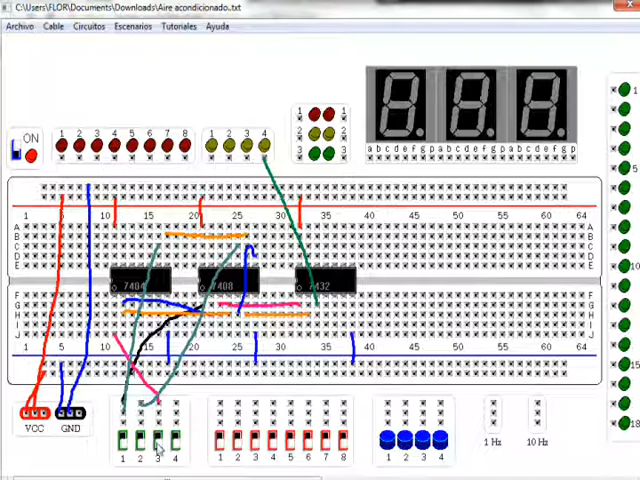 C:\Users\FLOR\Documents\Downloads\Aire acondicionado.txt
Archivo Cable Circuitos Escenarios Tutoriales Ayuda
ON
1 2 3 4 5 6 7 8
1 2 3 4
1 1
2 2
3 3
a b c d e f g p a b c d e f g p a b c d e f g p
1
5
10
15
18
1 5 10 15 20 25 30 35 40 45 50 55 60 64
A A
B B
C C
D D
E E
7404 7408 7432
F F
G G
H H
I I
J J
1 5 10 15 20 25 30 35 40 45 50 55 60 64
VCC GND
1 2 3 4
1 2 3 4 5 6 7 8
1 2 3 4
1 Hz 10 Hz